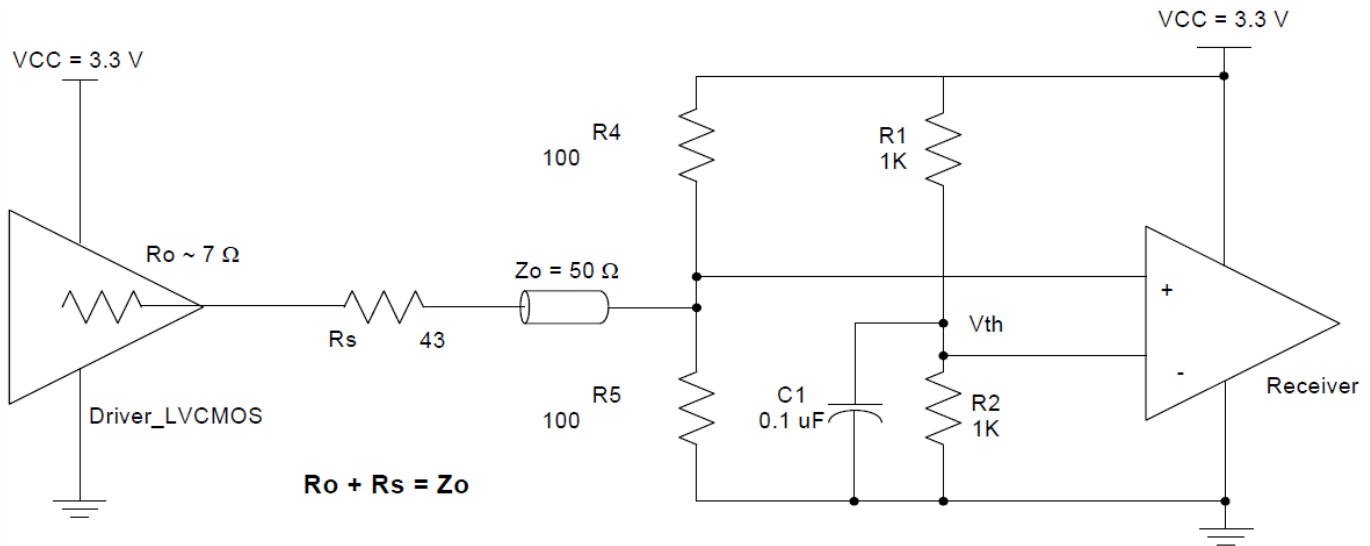 VCC = 3.3 V
VCC = 3.3 V
R4
100
R1
1K
Ro ~ 7 Ω
Zo = 50 Ω
+
Rs
43
Vth
-
Receiver
R5
100
C1
0.1 uF
R2
1K
Driver_LVCMOS
Ro + Rs = Zo